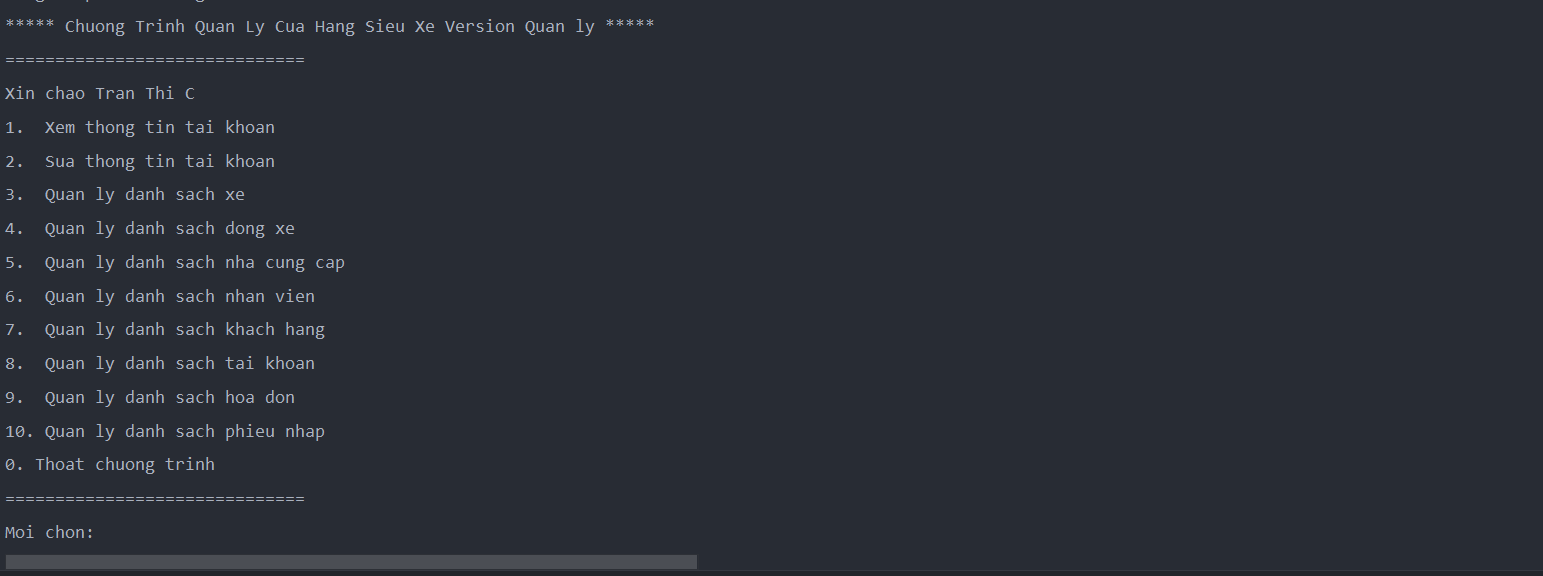 ***** Chuong Trinh Quan Ly Cua Hang Sieu Xe Version Quan ly *****
==============================
Xin chao Tran Thi C
1.  Xem thong tin tai khoan
2.  Sua thong tin tai khoan
3.  Quan ly danh sach xe
4.  Quan ly danh sach dong xe
5.  Quan ly danh sach nha cung cap
6.  Quan ly danh sach nhan vien
7.  Quan ly danh sach khach hang
8.  Quan ly danh sach tai khoan
9.  Quan ly danh sach hoa don
10. Quan ly danh sach phieu nhap
0. Thoat chuong trinh
==============================
Moi chon: